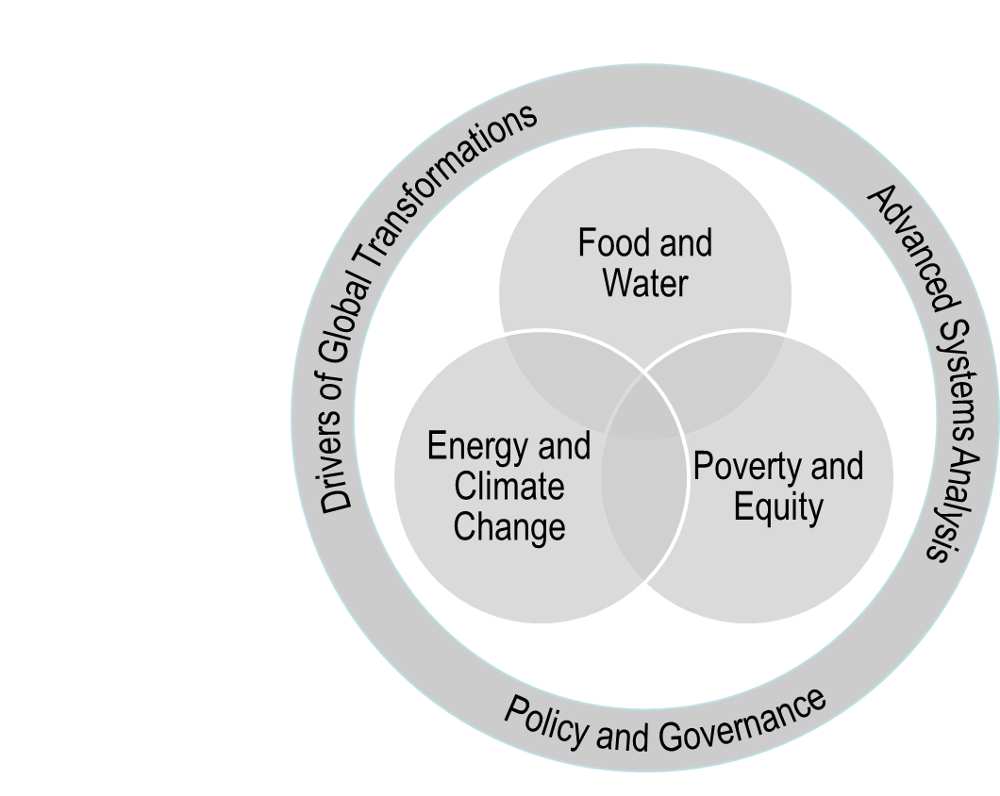 Drivers of Global Transformations
Advanced Systems Analysis
Food and
Water
Energy and
Climate
Change
Poverty and
Equity
Policy and Governance